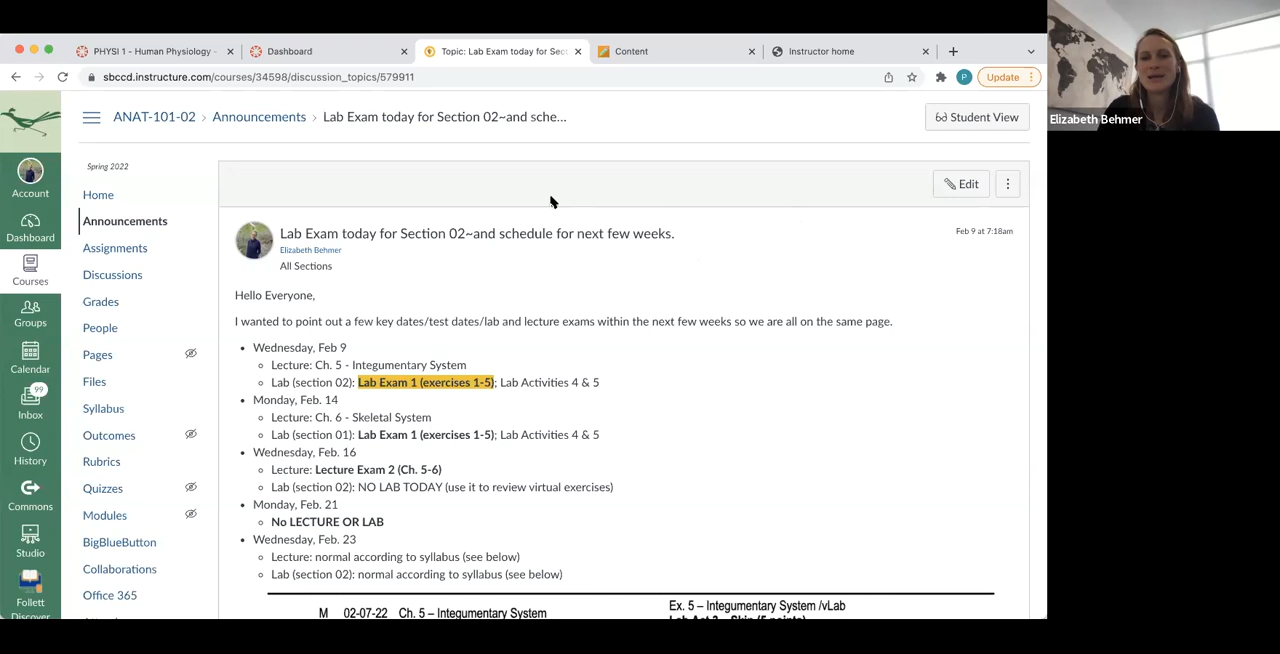 PHYSI 1 - Human Physiology -
Dashboard
Topic: Lab Exam today for Sec
Content
Instructor home
sbccd.instructure.com/courses/34598/discussion_topics/579911
P
Update
Elizabeth Behmer
ANAT-101-02 › Announcements › Lab Exam today for Section 02~and sche...
Student View
Account
Dashboard
Courses
Groups
Calendar
99
Inbox
History
Commons
Studio
Follett
Discover
Spring 2022
Home
Announcements
Assignments
Discussions
Grades
People
Pages
Files
Syllabus
Outcomes
Rubrics
Quizzes
Modules
BigBlueButton
Collaborations
Office 365
Edit
Lab Exam today for Section 02~and schedule for next few weeks.
Feb 9 at 7:18am
Elizabeth Behmer
All Sections
Hello Everyone,
I wanted to point out a few key dates/test dates/lab and lecture exams within the next few weeks so we are all on the same page.
Wednesday, Feb 9
Lecture: Ch. 5 - Integumentary System
Lab (section 02): Lab Exam 1 (exercises 1-5); Lab Activities 4 & 5
Monday, Feb. 14
Lecture: Ch. 6 - Skeletal System
Lab (section 01): Lab Exam 1 (exercises 1-5); Lab Activities 4 & 5
Wednesday, Feb. 16
Lecture: Lecture Exam 2 (Ch. 5-6)
Lab (section 02): NO LAB TODAY (use it to review virtual exercises)
Monday, Feb. 21
No LECTURE OR LAB
Wednesday, Feb. 23
Lecture: normal according to syllabus (see below)
Lab (section 02): normal according to syllabus (see below)
M 02-07-22 Ch. 5 – Integumentary System
Ex. 5 – Integumentary System /vLab
Lab Act 3 – Skin (5 points)